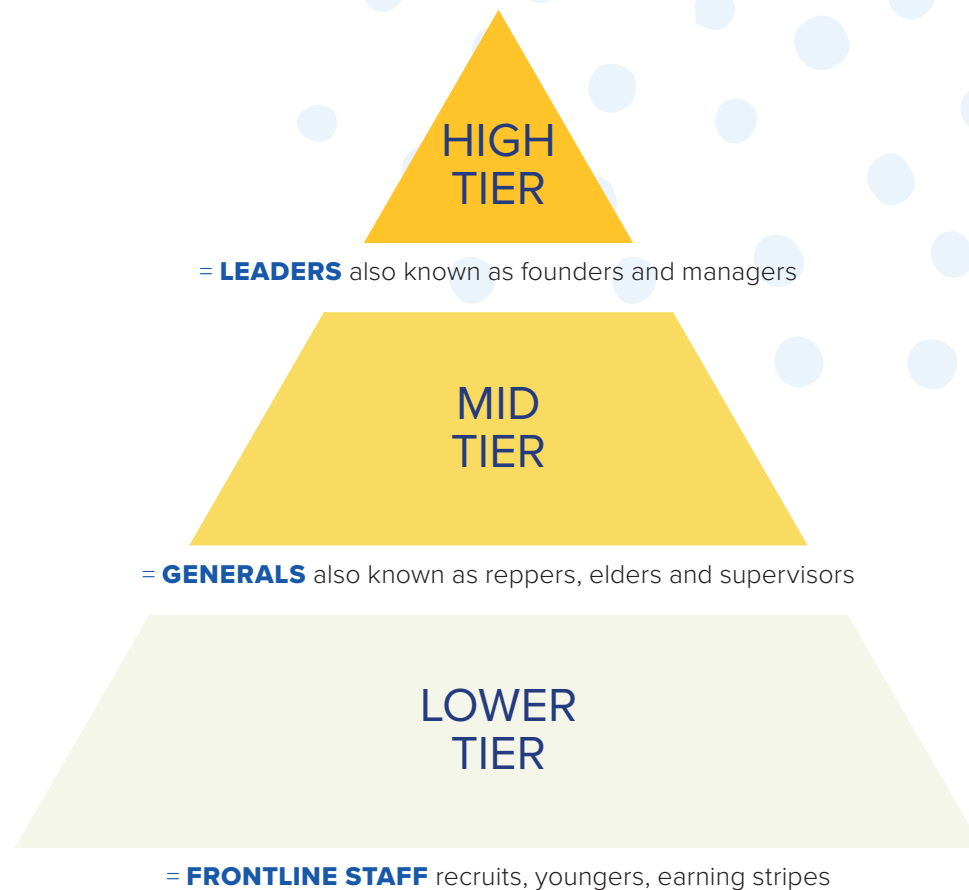 HIGH
TIER
= LEADERS also known as founders and managers
MID
TIER
= GENERALS also known as reppers, elders and supervisors
LOWER
TIER
= FRONTLINE STAFF recruits, youngers, earning stripes